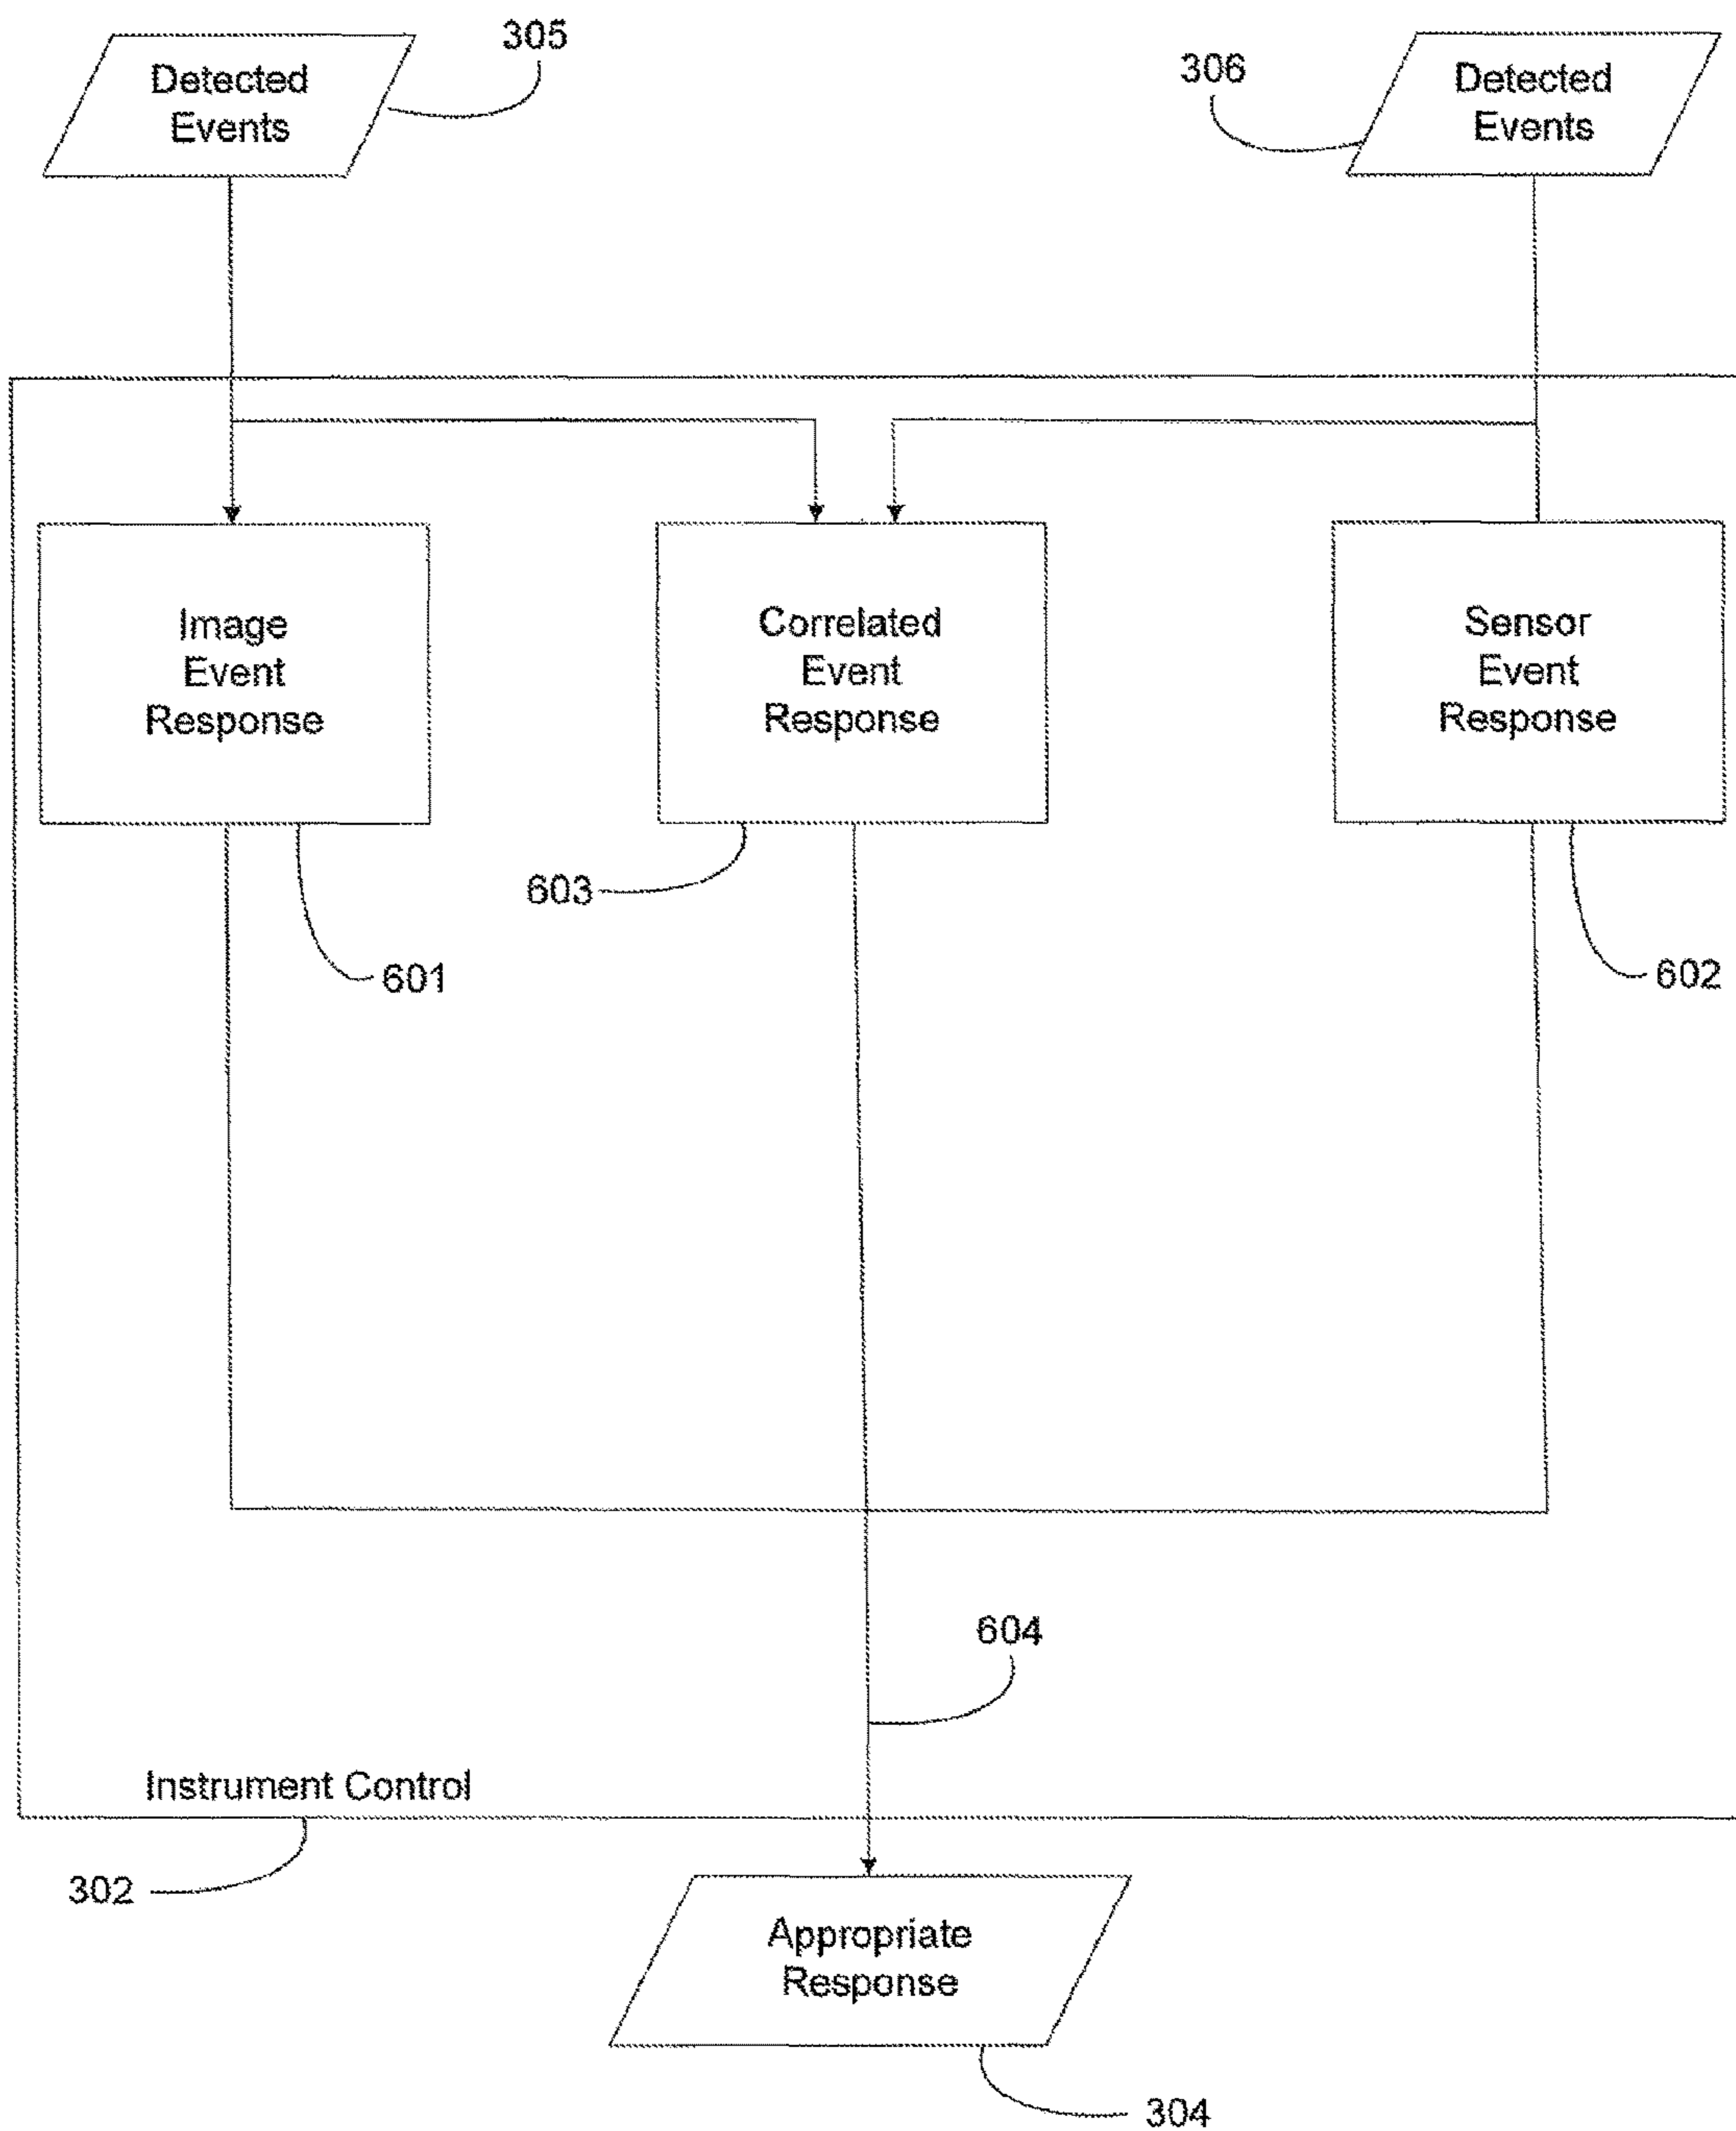 305
Detected
Events
306
Detected
Events
Image
Event
Response
Correlated
Event
Response
Sensor
Event
Response
603
601
602
604
Instrument Control
302
Appropriate
Response
304